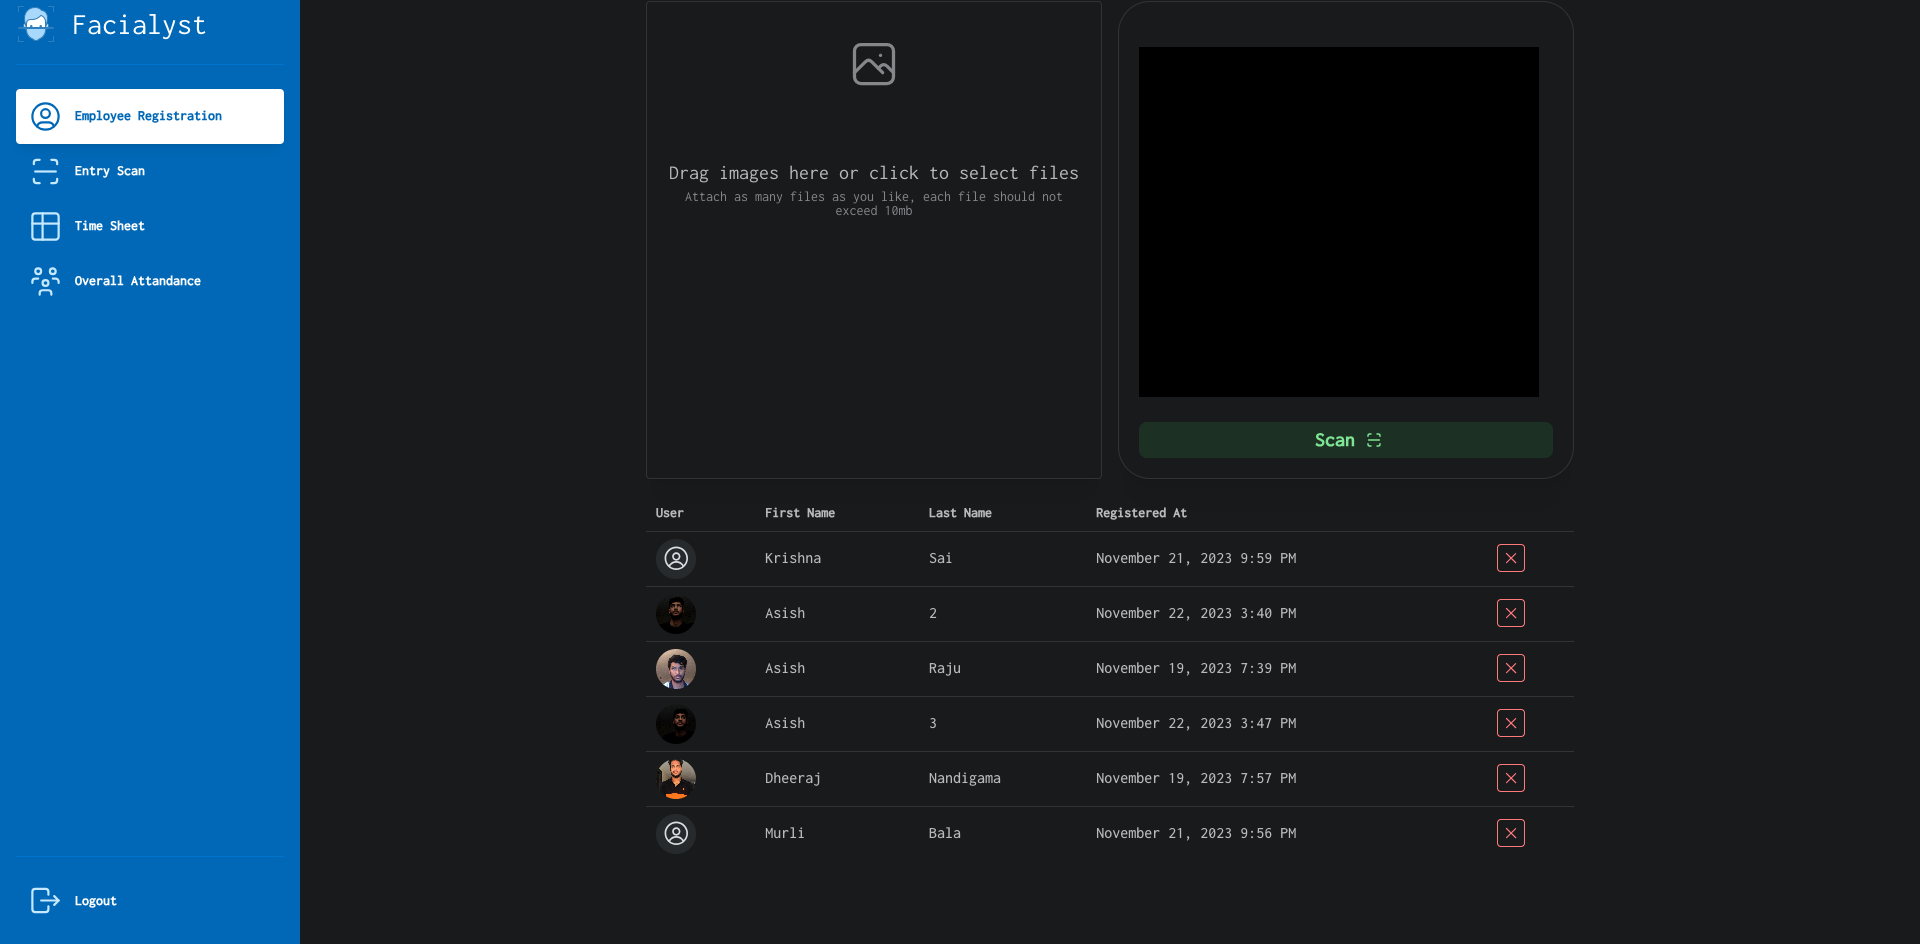 Facialyst
Employee Registration
Entry Scan
Time Sheet
Overall Attandance
Logout
Drag images here or click to select files
Attach as many files as you like, each file should not
exceed 10mb
Scan
User First Name Last Name Registered At
Krishna Sai November 21, 2023 9:59 PM
Asish 2 November 22, 2023 3:40 PM
Asish Raju November 19, 2023 7:39 PM
Asish 3 November 22, 2023 3:47 PM
Dheeraj Nandigama November 19, 2023 7:57 PM
Murli Bala November 21, 2023 9:56 PM